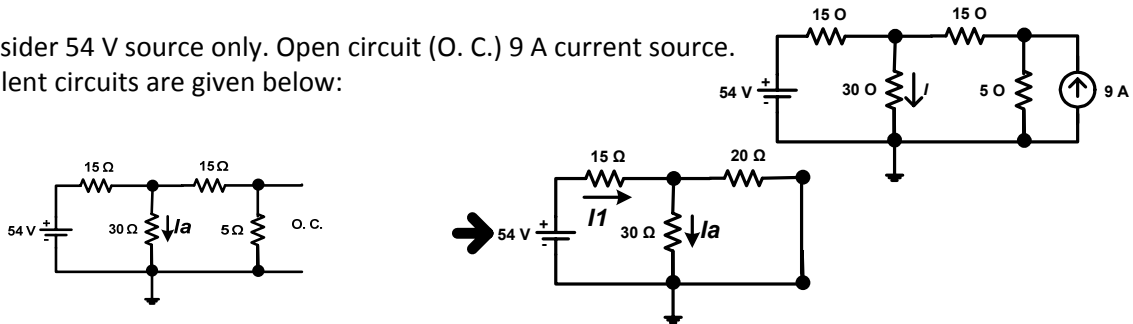 15 O 15 O
sider 54 V source only. Open circuit (O. C.) 9 A current source.
lent circuits are given below:
54 V + - 30 O I 5 O 9 A
15 Ω 15 Ω
54 V + - 30 Ω Ia 5 Ω O. C.
15 Ω 20 Ω
I1
54 V + - 30 Ω Ia